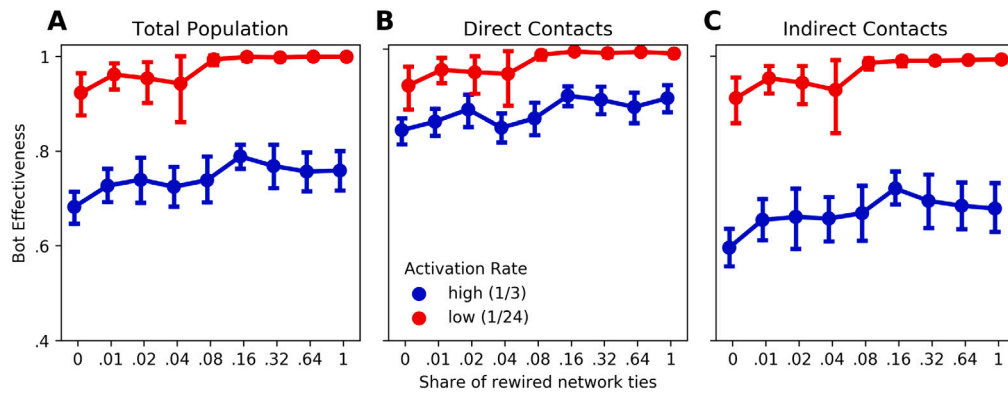 A
Total Population
B
Direct Contacts
C
Indirect Contacts
Bot Effectiveness
1
.8
.6
.4
Activation Rate
high (1/3)
low (1/24)
0 .01 .02 .04 .08 .16 .32 .64 1
0 .01 .02 .04 .08 .16 .32 .64 1
0 .01 .02 .04 .08 .16 .32 .64 1
Share of rewired network ties